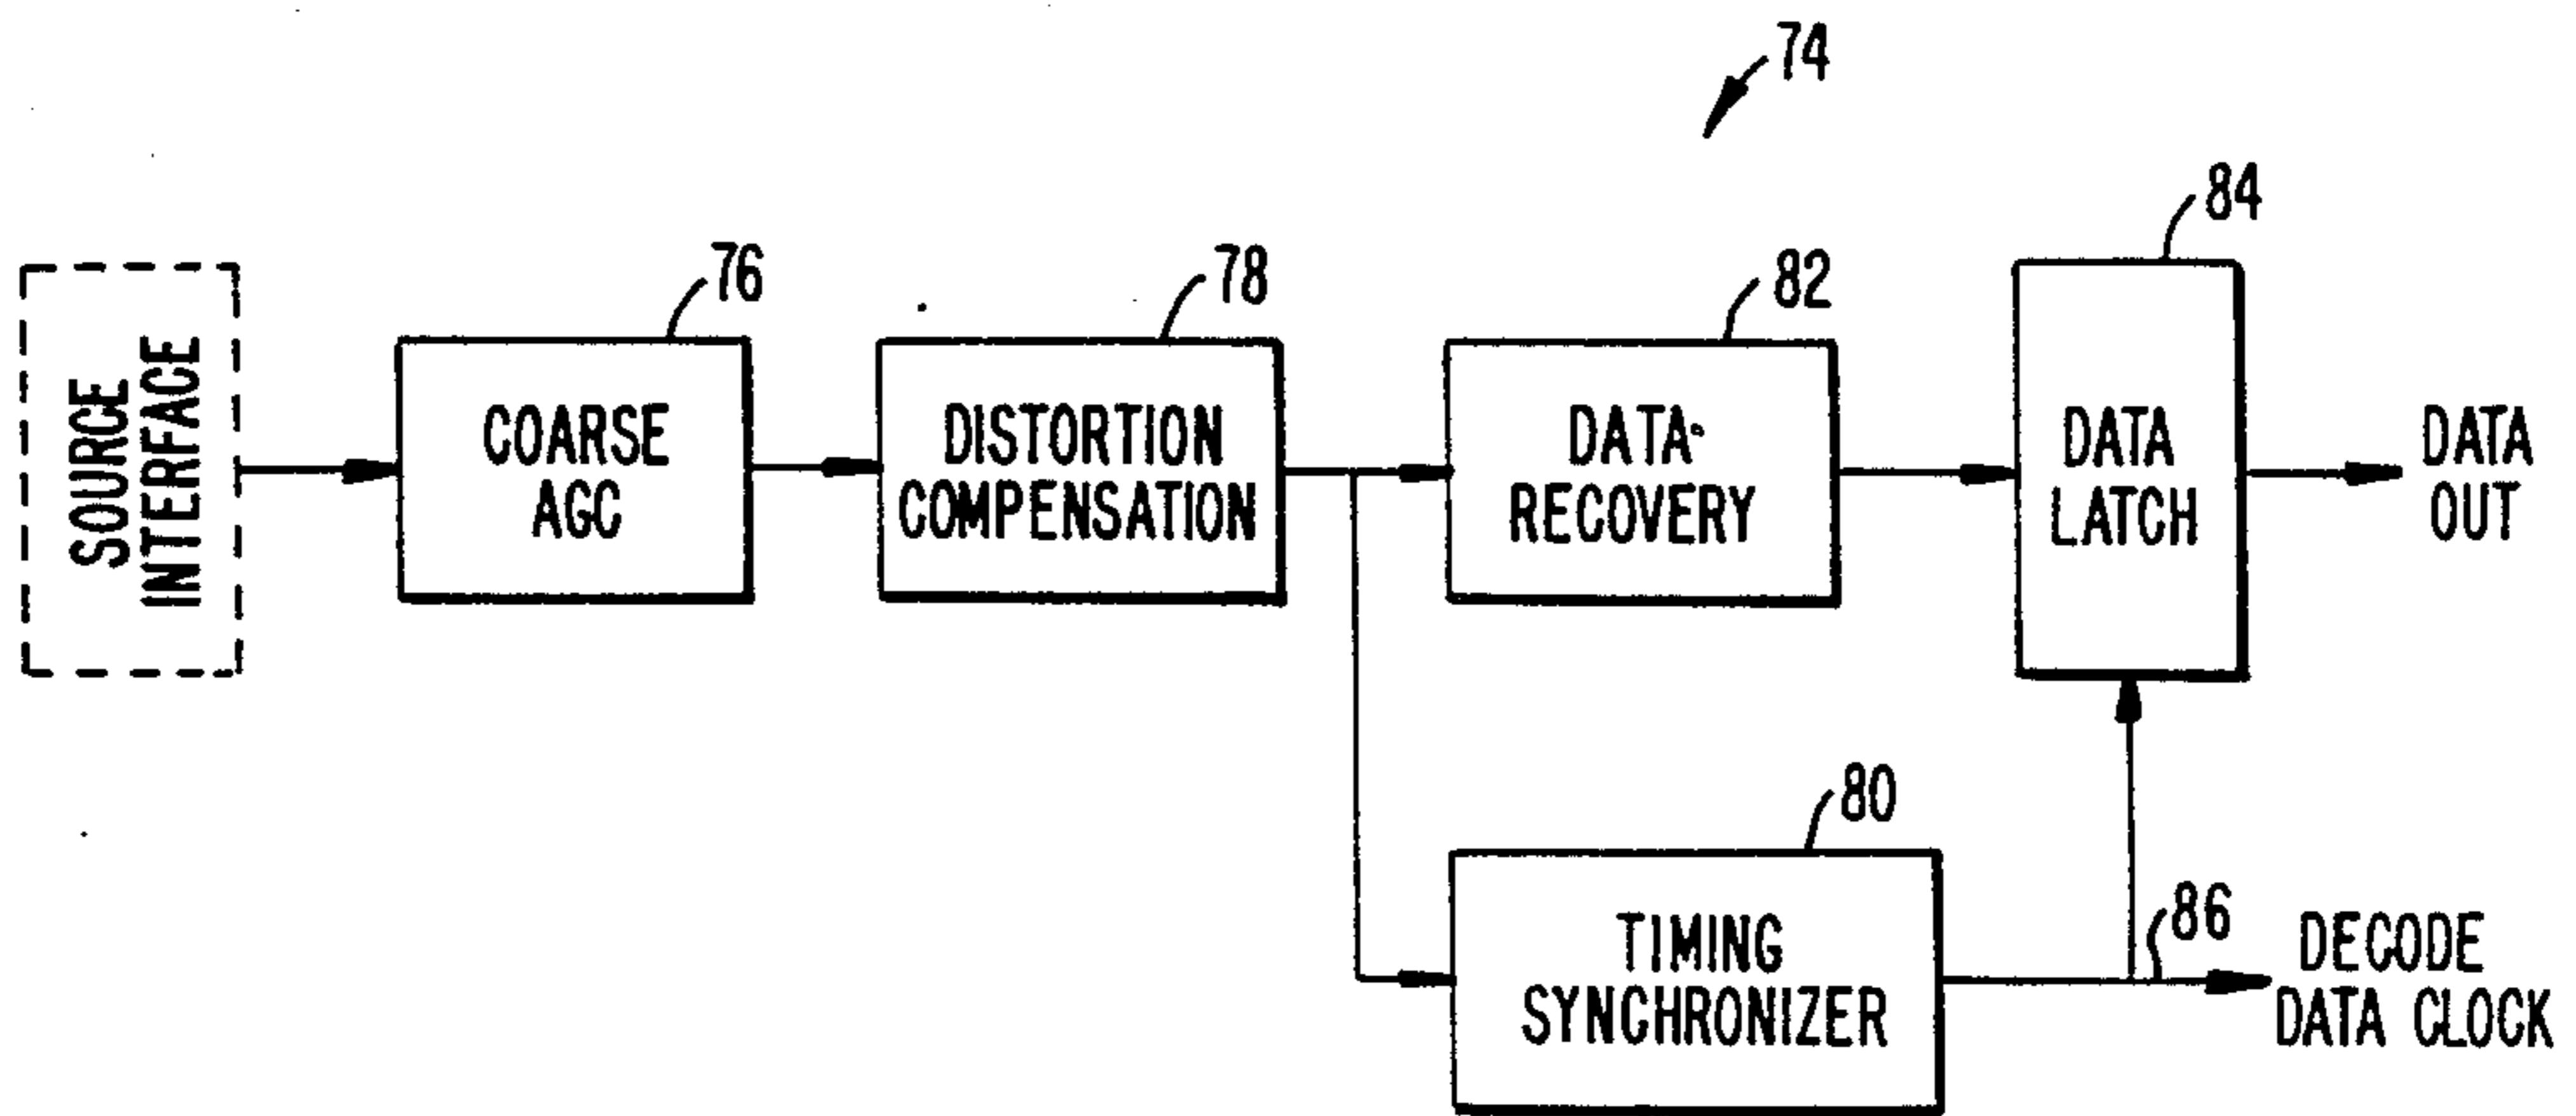 74
SOURCE
INTERFACE
76
COARSE
AGC
78
DISTORTION
COMPENSATION
82
DATA-
RECOVERY
84
DATA
LATCH
DATA
OUT
80
TIMING
SYNCHRONIZER
86
DECODE
DATA CLOCK